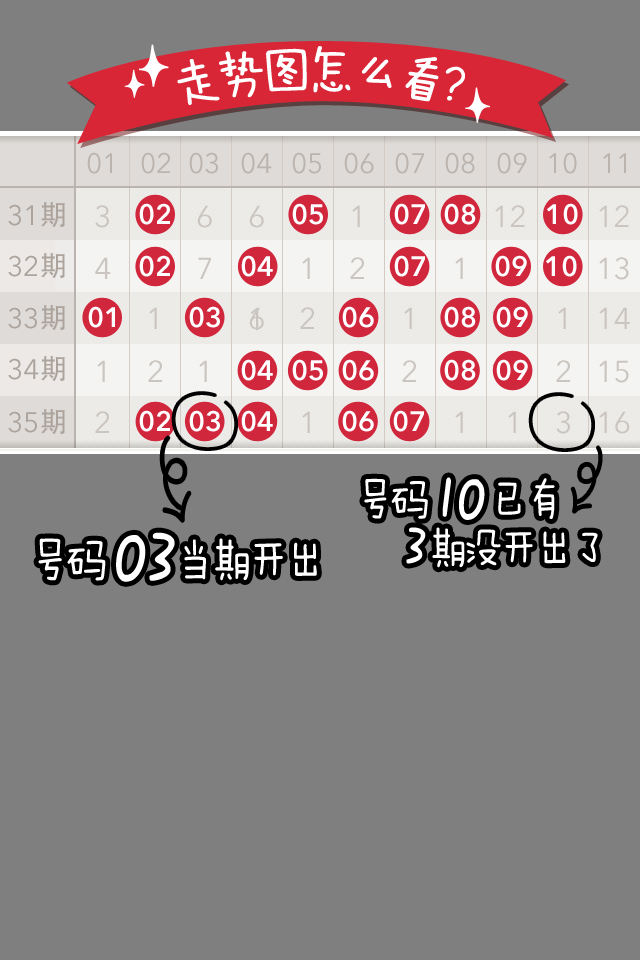 走势图怎么看?
01 02 03 04 05 06 07 08 09 10 11
31期 3 02 6 6 05 1 07 08 12 10 12
32期 4 02 7 04 1 2 07 1 09 10 13
33期 01 1 03 2 06 1 08 09 1 14
34期 1 2 1 04 05 06 2 08 09 2 15
35期 2 02 03 04 1 06 07 1 1 3 16
号码10已有
3期没开出了
号码03当期开出